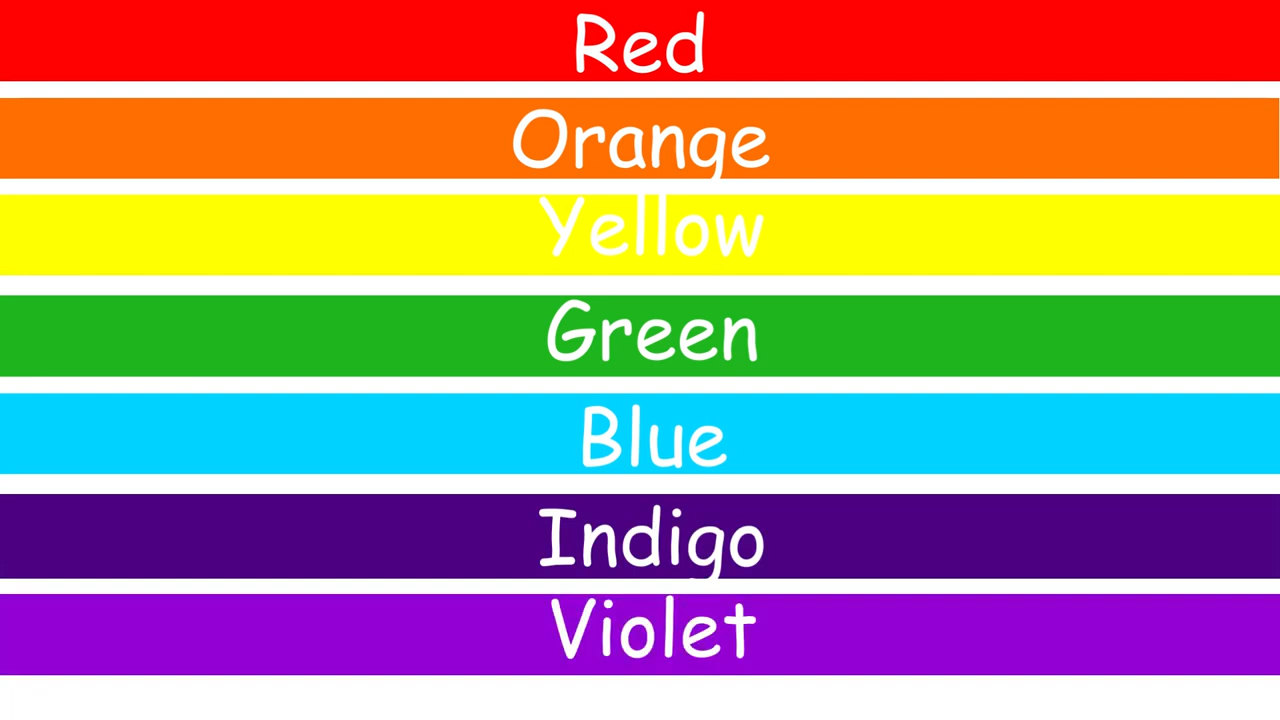 Red
Orange
Yellow
Green
Blue
Indigo
Violet